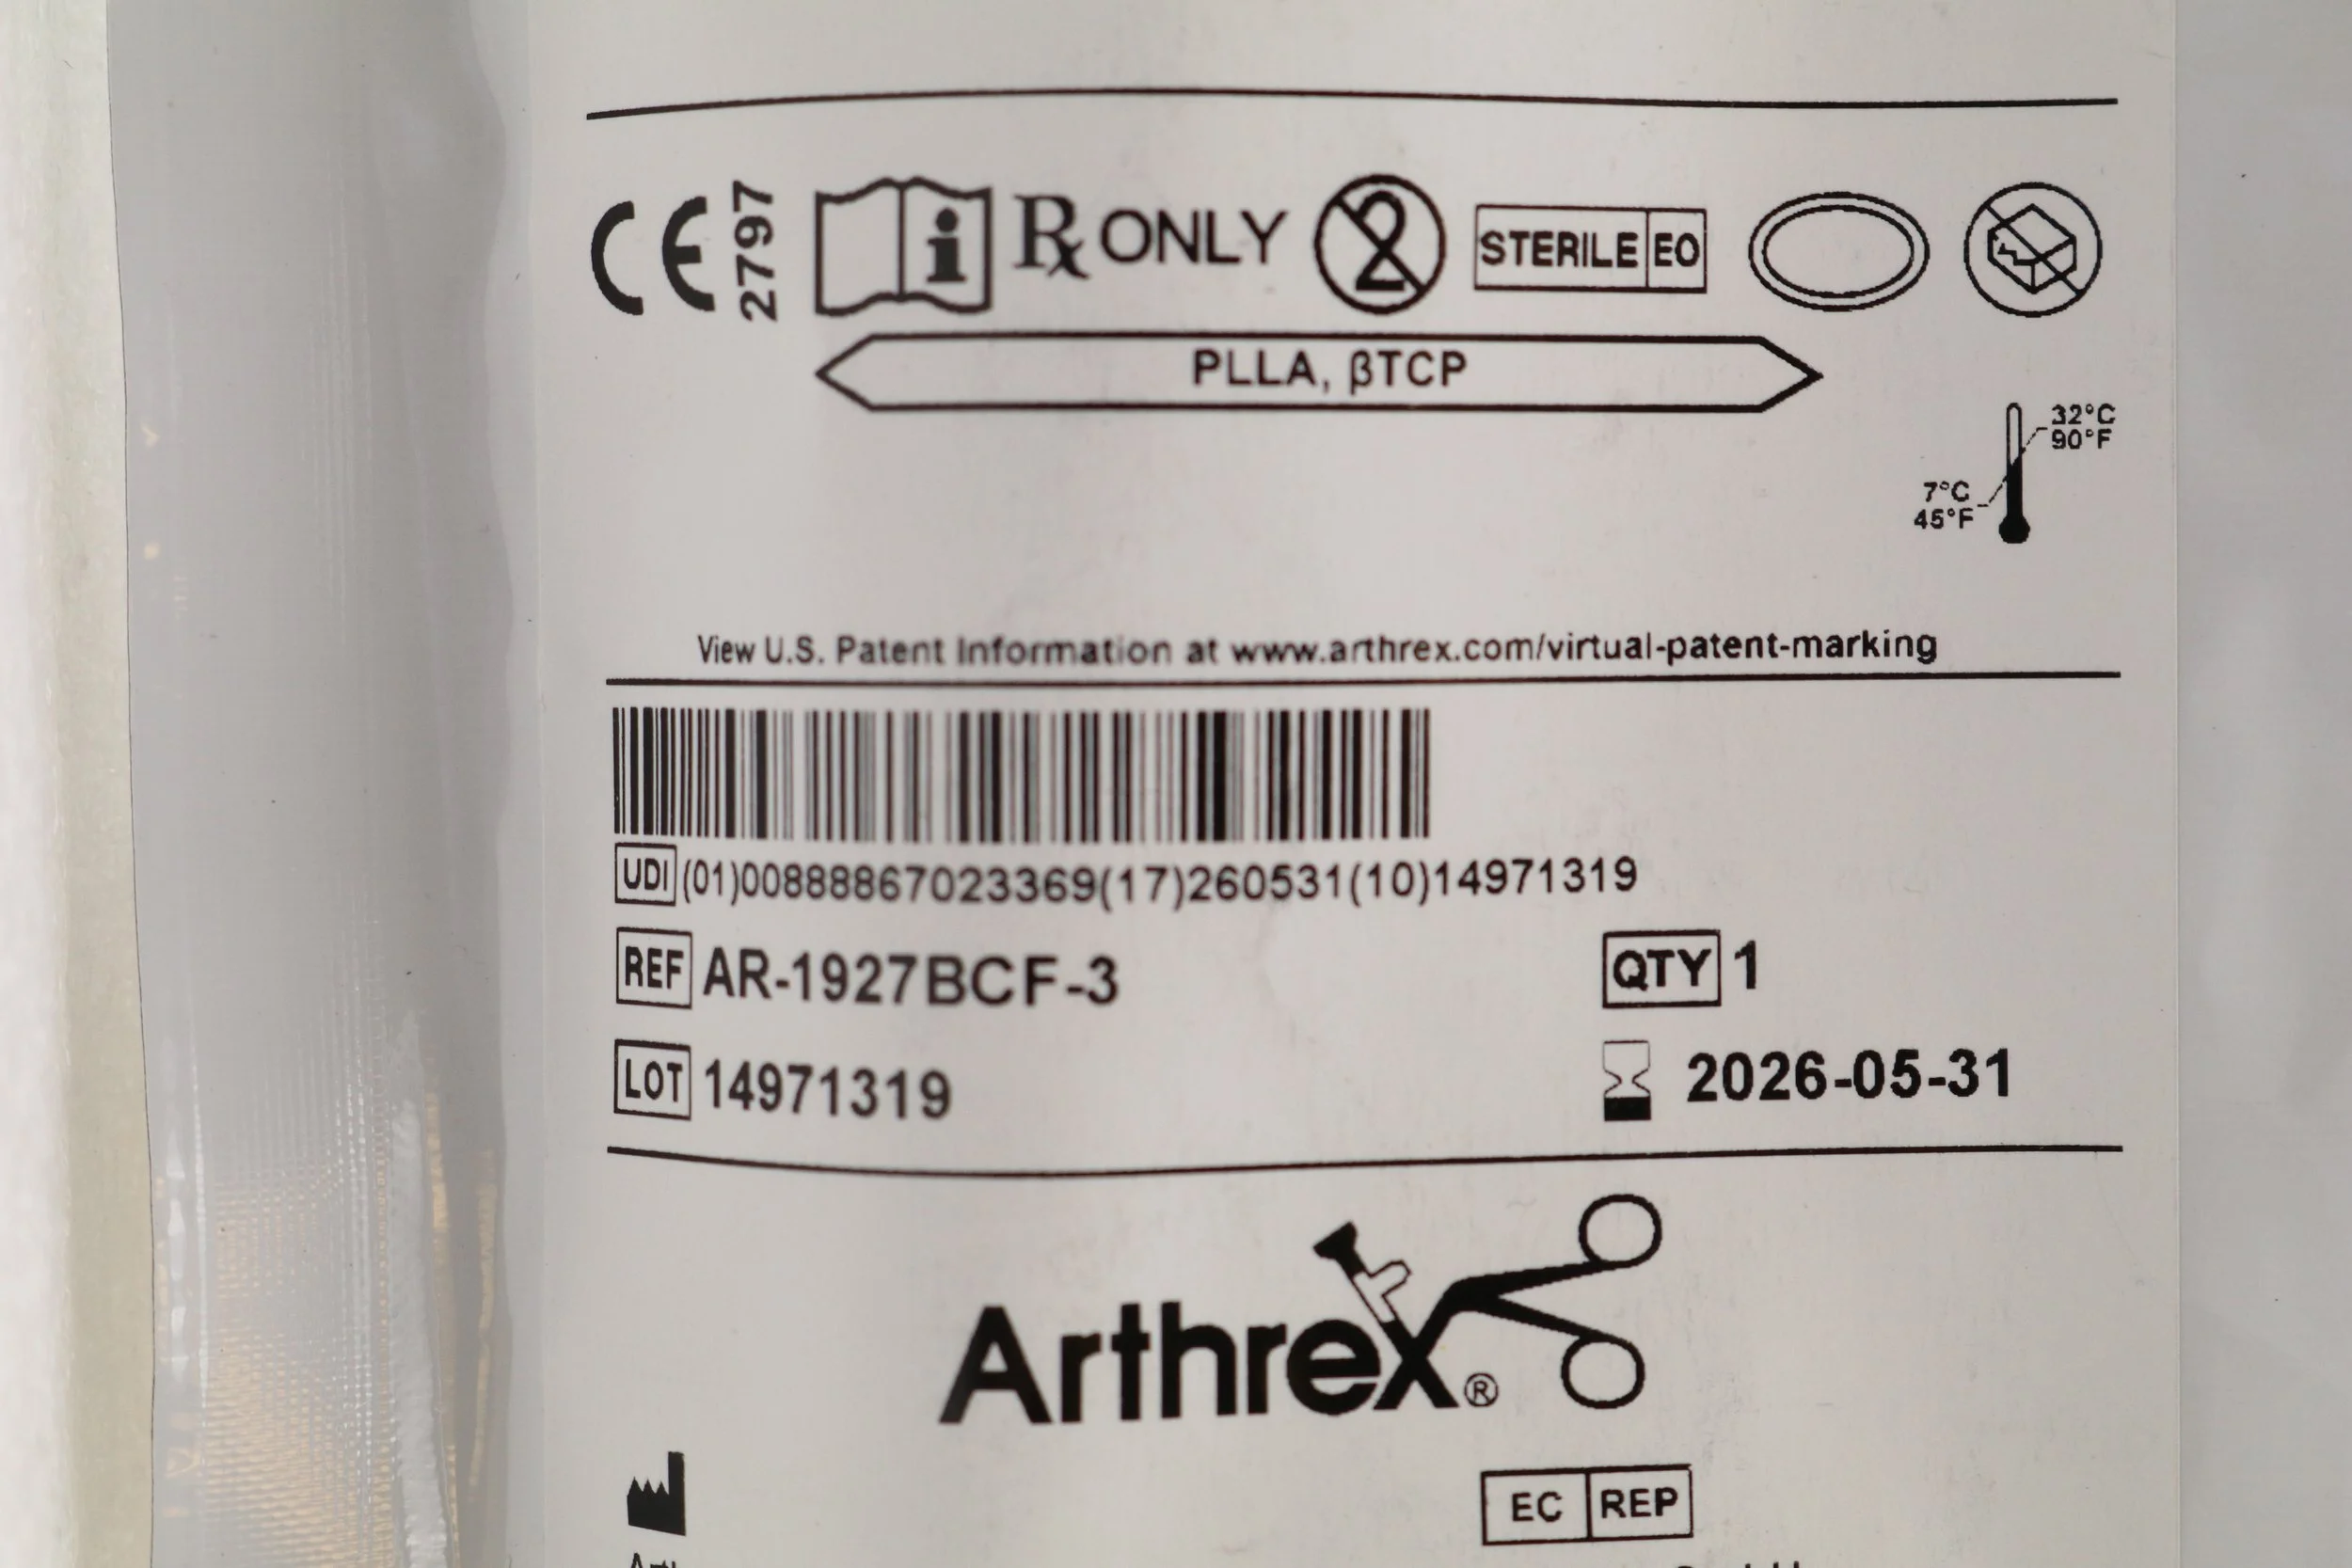 CE 2797 i Rx ONLY 2 STERILE EO
PLLA, βTCP
32°C
90°F
7°C
45°F
View U.S. Patent Information at www.arthrex.com/virtual-patent-marking
UDI (01)00888867023369(17)260531(10)14971319
REF AR-1927BCF-3 QTY 1
LOT 14971319 2026-05-31
Arthrex®
EC REP